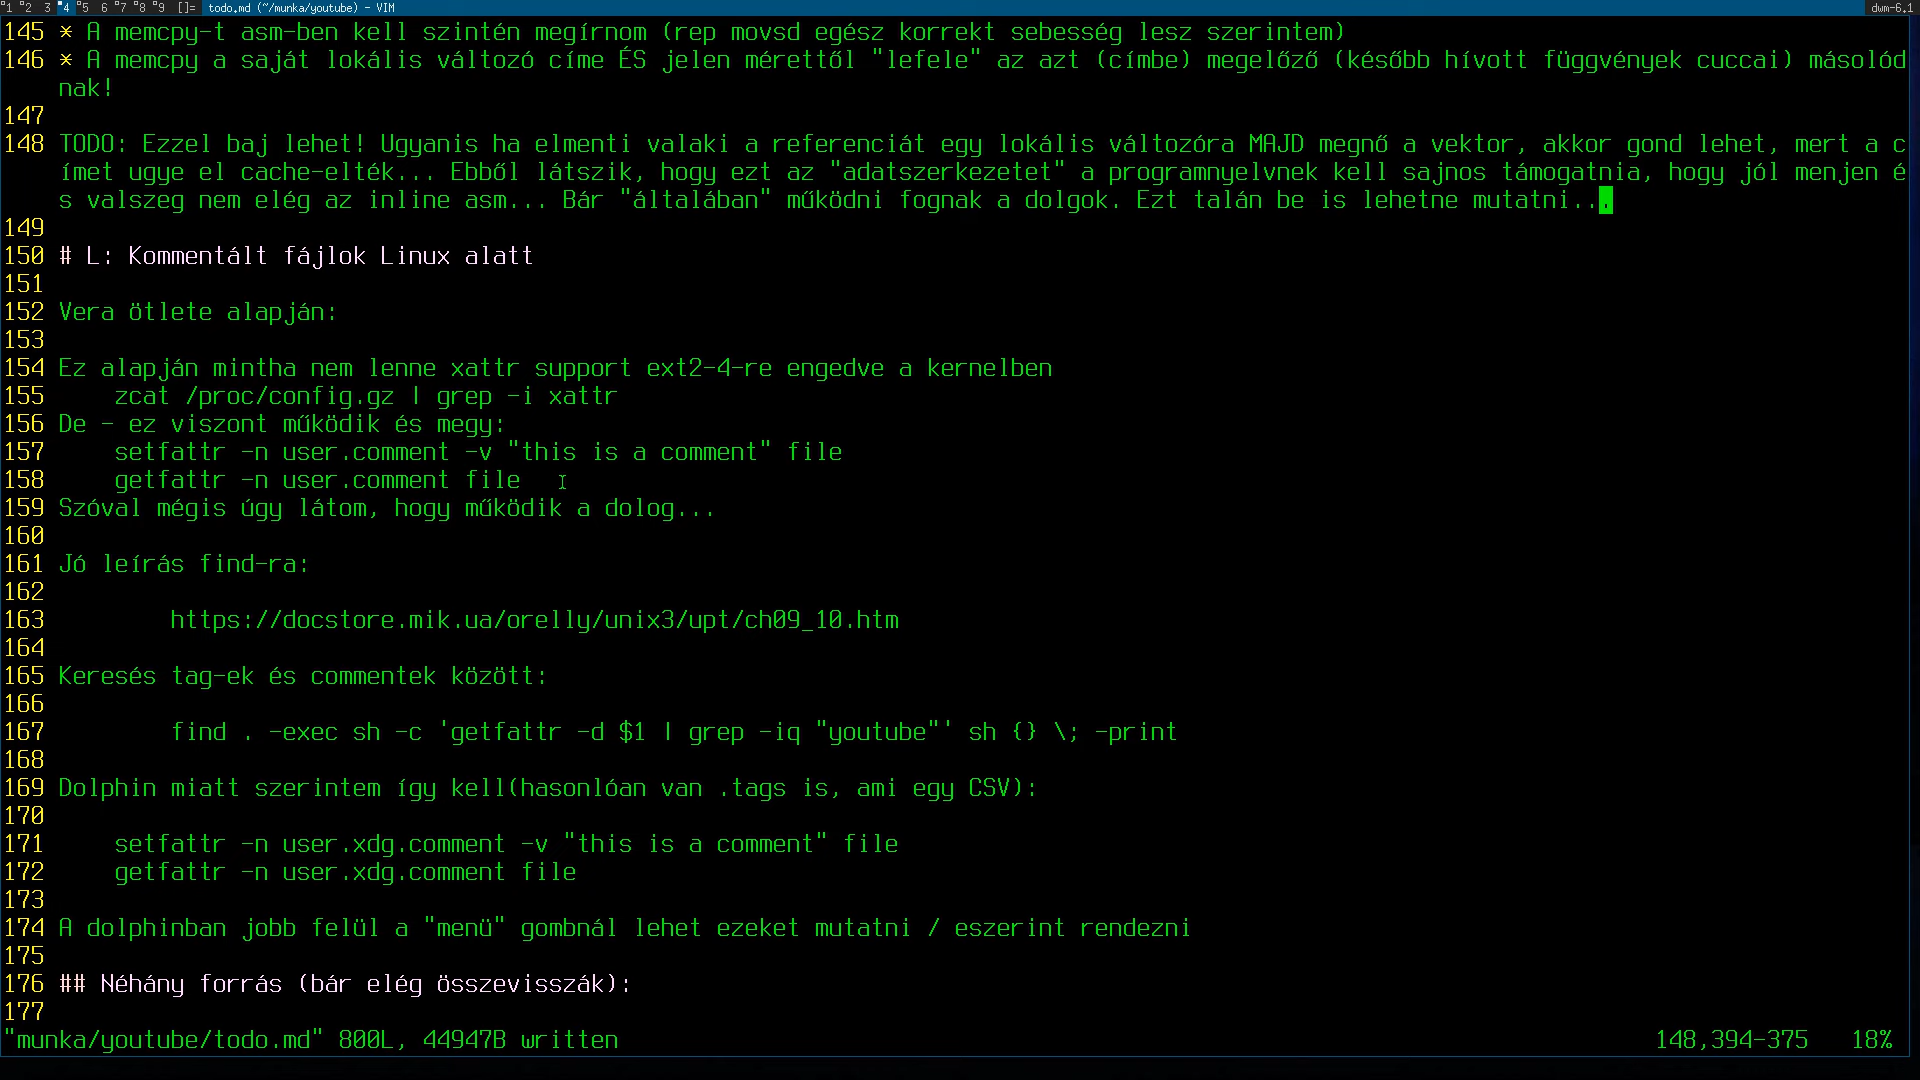 1 2 3 4 5 6 7 8 9 []= todo.md (~/munka/youtube) - VIM dwm-6.1
145 * A memcpy-t asm-ben kell szintén megírnom (rep movsd egész korrekt sebesség lesz szerintem)
146 * A memcpy a saját lokális változó címe ÉS jelen mérettől "lefele" az azt (címbe) megelőző (később hívott függvények cuccai) másolód
nak!
147
148 TODO: Ezzel baj lehet! Ugyanis ha elmenti valaki a referenciát egy lokális változóra MAJD megnő a vektor, akkor gond lehet, mert a c
ímet ugye el cache-elték... Ebből látszik, hogy ezt az "adatszerkezetet" a programnyelvnek kell sajnos támogatnia, hogy jól menjen é
s valszeg nem elég az inline asm... Bár "általában" működni fognak a dolgok. Ezt talán be is lehetne mutatni...
149
150 # L: Kommentált fájlok Linux alatt
151
152 Vera ötlete alapján:
153
154 Ez alapján mintha nem lenne xattr support ext2-4-re engedve a kernelben
155     zcat /proc/config.gz | grep -i xattr
156 De - ez viszont működik és megy:
157     setfattr -n user.comment -v "this is a comment" file
158     getfattr -n user.comment file
159 Szóval mégis úgy látom, hogy működik a dolog...
160
161 Jó leírás find-ra:
162
163         https://docstore.mik.ua/orelly/unix3/upt/ch09_10.htm
164
165 Keresés tag-ek és commentek között:
166
167         find . -exec sh -c 'getfattr -d $1 | grep -iq "youtube"' sh {} \; -print
168
169 Dolphin miatt szerintem így kell(hasonlóan van .tags is, ami egy CSV):
170
171     setfattr -n user.xdg.comment -v "this is a comment" file
172     getfattr -n user.xdg.comment file
173
174 A dolphinban jobb felül a "menü" gombnál lehet ezeket mutatni / eszerint rendezni
175
176 ## Néhány forrás (bár elég összevisszák):
177
"munka/youtube/todo.md" 800L, 44947B written 148,394-375 18%